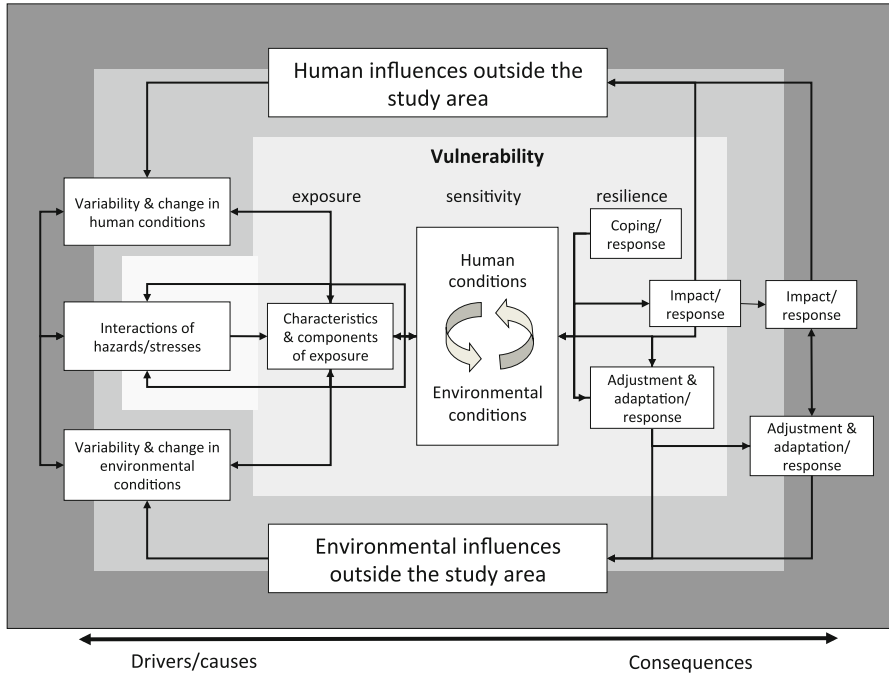 Human influences outside the
study area
Vulnerability
exposure
sensitivity
resilience
Variability & change in
human conditions
Coping/
response
Human
conditions
Interactions of
hazards/stresses
Characteristics
& components
of exposure
Impact/
response
Impact/
response
Environmental
conditions
Adjustment &
adaptation/
response
Variability & change in
environmental
conditions
Adjustment &
adaptation/
response
Environmental influences
outside the study area
Drivers/causes
Consequences